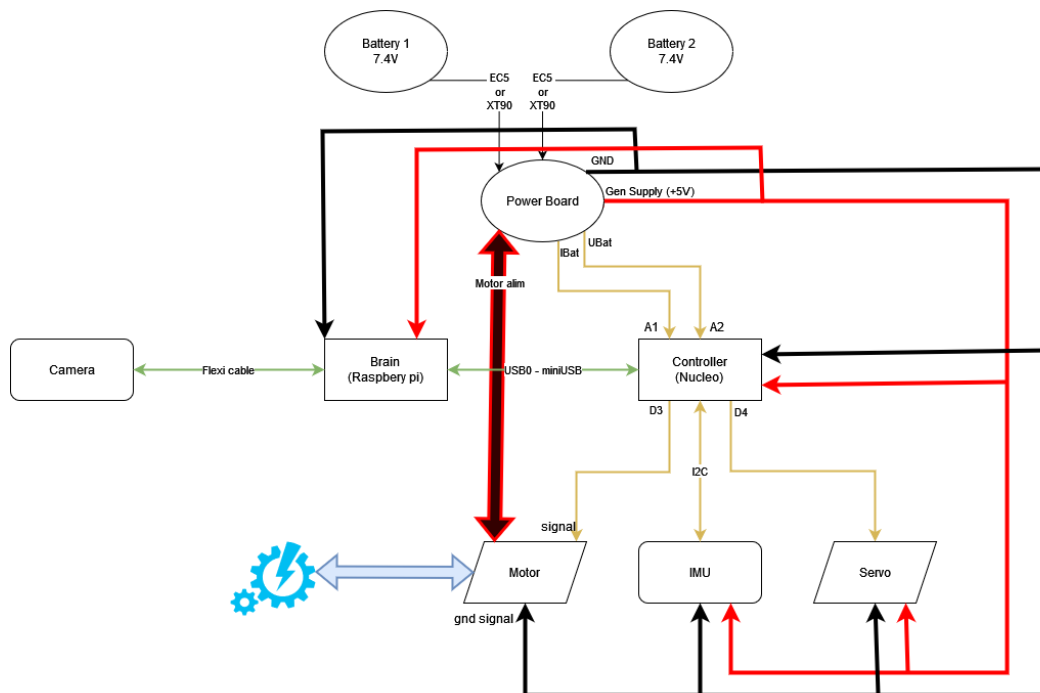 Battery 1
7.4V
Battery 2
7.4V
EC5
or
XT90
EC5
or
XT90
GND
Gen Supply (+5V)
Power Board
UBat
IBat
Motor alim
A1
A2
Camera
Flexi cable
Brain
(Raspbery pi)
USB0 - miniUSB
Controller
(Nucleo)
D3
D4
I2C
signal
Motor
IMU
Servo
gnd signal